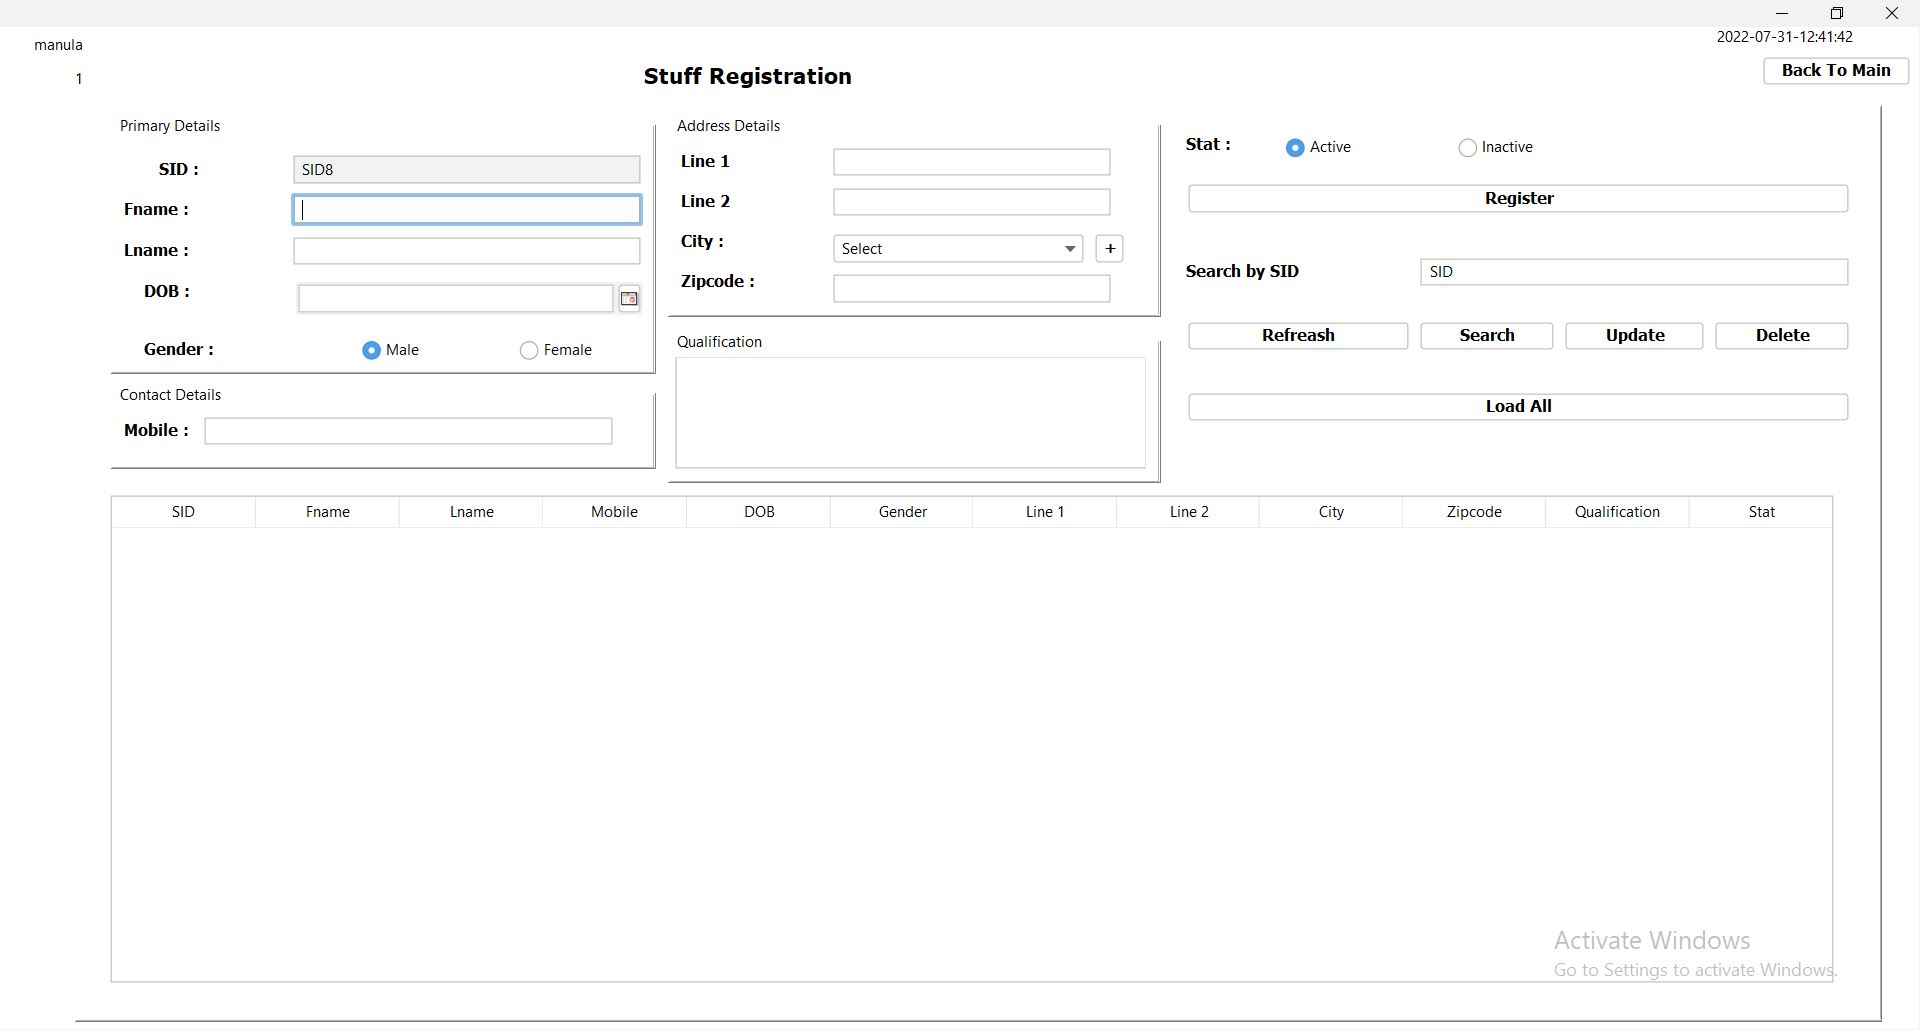 manula
2022-07-31-12:41:42
1
Stuff Registration
Back To Main
Primary Details
SID :
SID8
Fname :
Lname :
DOB :
Gender :
Male
Female
Contact Details
Mobile :
Address Details
Line 1
Line 2
City :
Select
+
Zipcode :
Qualification
Stat :
Active
Inactive
Register
Search by SID
SID
Refreash
Search
Update
Delete
Load All
SID Fname Lname Mobile DOB Gender Line 1 Line 2 City Zipcode Qualification Stat
Activate Windows
Go to Settings to activate Windows.